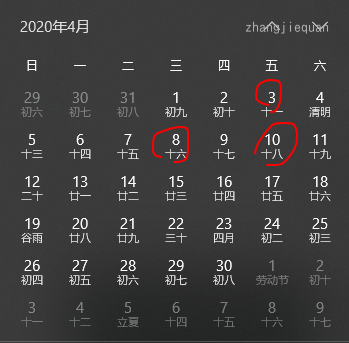 2020年4月 zhangjiequan
日 一 二 三 四 五 六
29 30 31 1 2 3 4
初六 初七 初八 初九 初十 十一 清明
5 6 7 8 9 10 11
十三 十四 十五 十六 十七 十八 十九
12 13 14 15 16 17 18
二十 廿一 廿二 廿三 廿四 廿五 廿六
19 20 21 22 23 24 25
谷雨 廿八 廿九 三十 四月 初二 初三
26 27 28 29 30 1 2
初四 初五 初六 初七 初八 劳动节 初十
3 4 5 6 7 8 9
十一 十二 立夏 十四 十五 十六 十七